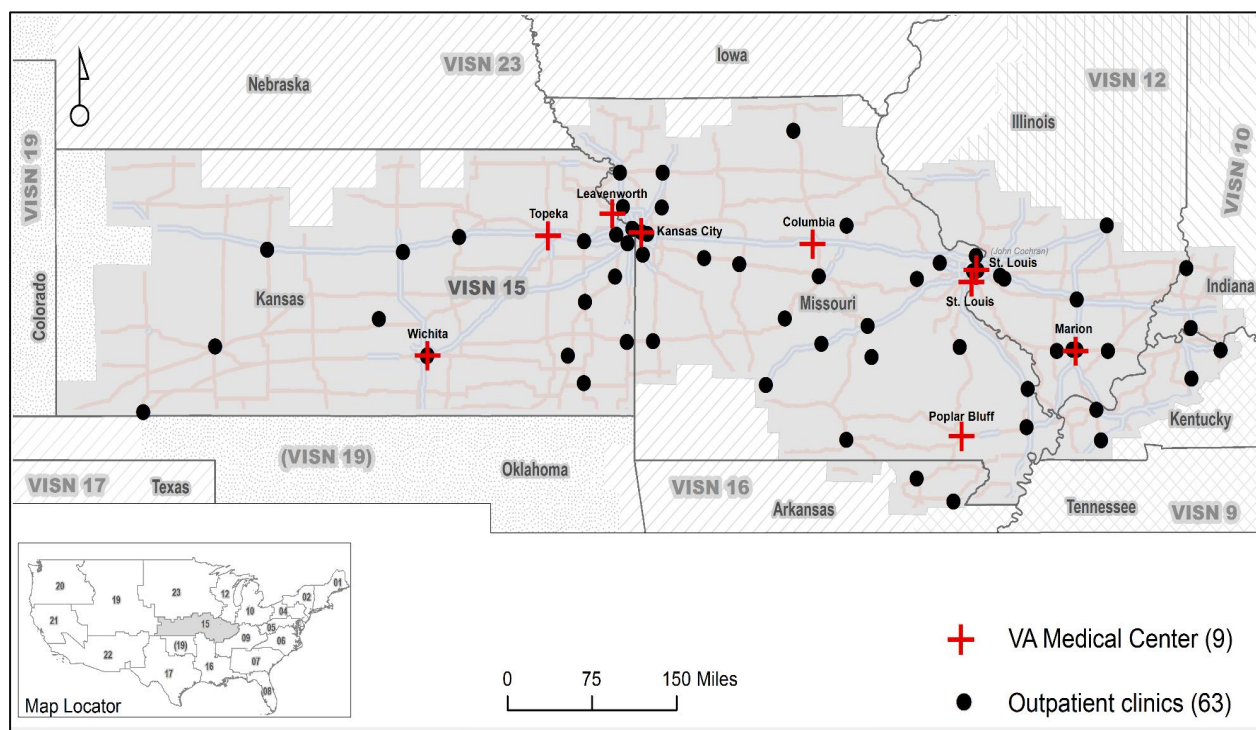 VISN 23
Iowa
Nebraska
VISN 12
Illinois
VISN 19
VISN 10
Leavenworth
Topeka
Kansas City
Columbia
(John Cochran)
St. Louis
St. Louis
Indiana
VISN 15
Kansas
Missouri
Colorado
Wichita
Marion
Poplar Bluff
Kentucky
(VISN 19)
Oklahoma
VISN 17
Texas
VISN 16
Arkansas
Tennessee
VISN 9
20
23
12
01
02
19
10
04
21
15
05
(19)
09
06
22
17
16
07
08
Map Locator
0 75 150 Miles
VA Medical Center (9)
Outpatient clinics (63)